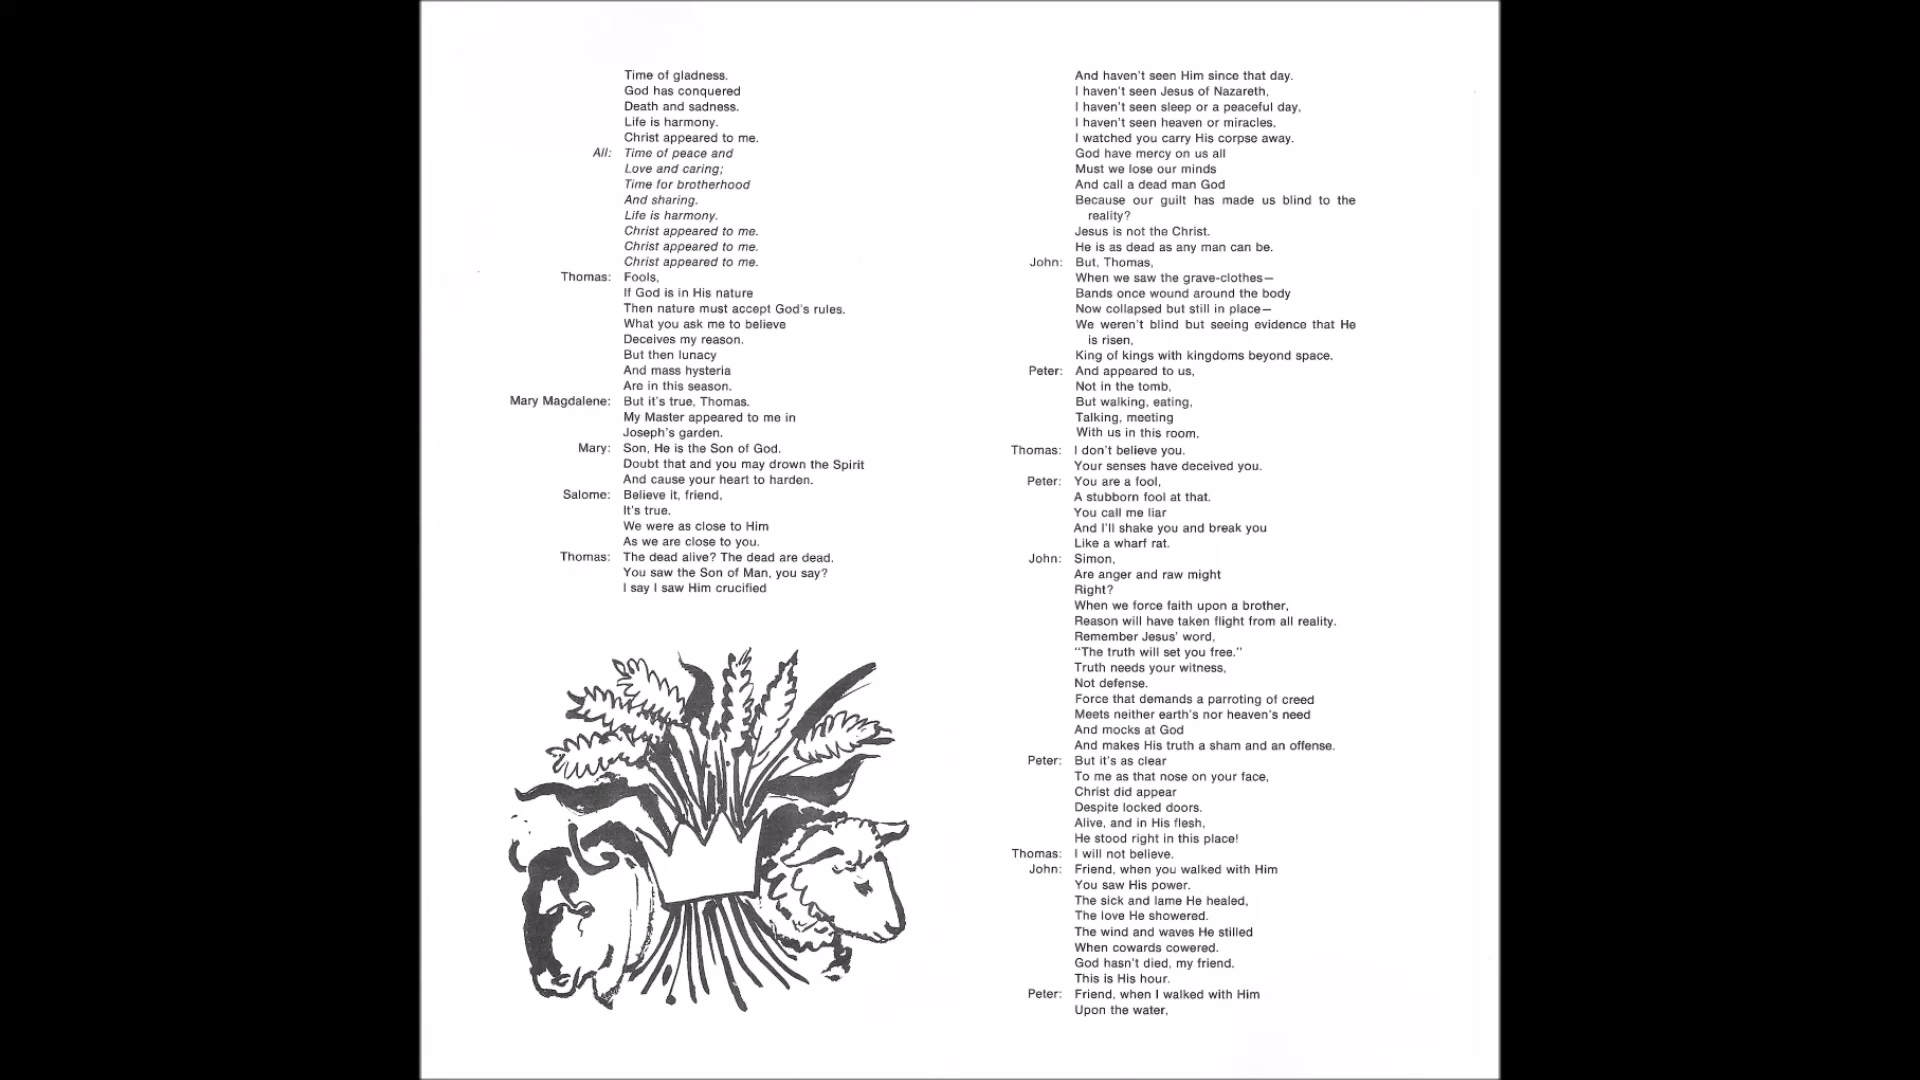 Time of gladness.
God has conquered
Death and sadness.
Life is harmony.
Christ appeared to me.
All: Time of peace and
Love and caring;
Time for brotherhood
And sharing.
Life is harmony.
Christ appeared to me.
Christ appeared to me.
Christ appeared to me.
Thomas: Fools,
If God is in His nature
Then nature must accept God's rules.
What you ask me to believe
Deceives my reason.
But then lunacy
And mass hysteria
Are in this season.
Mary Magdalene: But it's true, Thomas.
My Master appeared to me in
Joseph's garden.
Mary: Son, He is the Son of God.
Doubt that and you may drown the Spirit
And cause your heart to harden.
Salome: Believe it, friend,
It's true.
We were as close to Him
As we are close to you.
Thomas: The dead alive? The dead are dead.
You saw the Son of Man, you say?
I say I saw Him crucified
And haven't seen Him since that day.
I haven't seen Jesus of Nazareth,
I haven't seen sleep or a peaceful day,
I haven't seen heaven or miracles,
I watched you carry His corpse away.
God have mercy on us all
Must we lose our minds
And call a dead man God
Because our guilt has made us blind to the
reality?
Jesus is not the Christ.
He is as dead as any man can be.
John: But, Thomas,
When we saw the grave-clothes—
Bands once wound around the body
Now collapsed but still in place—
We weren't blind but seeing evidence that He
is risen,
King of kings with kingdoms beyond space.
Peter: And appeared to us,
Not in the tomb,
But walking, eating,
Talking, meeting
With us in this room.
Thomas: I don't believe you.
Your senses have deceived you.
Peter: You are a fool,
A stubborn fool at that.
You call me liar
And I'll shake you and break you
Like a wharf rat.
John: Simon,
Are anger and raw might
Right?
When we force faith upon a brother,
Reason will have taken flight from all reality.
Remember Jesus' word,
"The truth will set you free."
Truth needs your witness,
Not defense.
Force that demands a parroting of creed
Meets neither earth's nor heaven's need
And mocks at God
And makes His truth a sham and an offense.
Peter: But it's as clear
To me as that nose on your face,
Christ did appear
Despite locked doors.
Alive, and in His flesh,
He stood right in this place!
Thomas: I will not believe.
John: Friend, when you walked with Him
You saw His power.
The sick and lame He healed,
The love He showered.
The wind and waves He stilled
When cowards cowered.
God hasn't died, my friend.
This is His hour.
Peter: Friend, when I walked with Him
Upon the water,